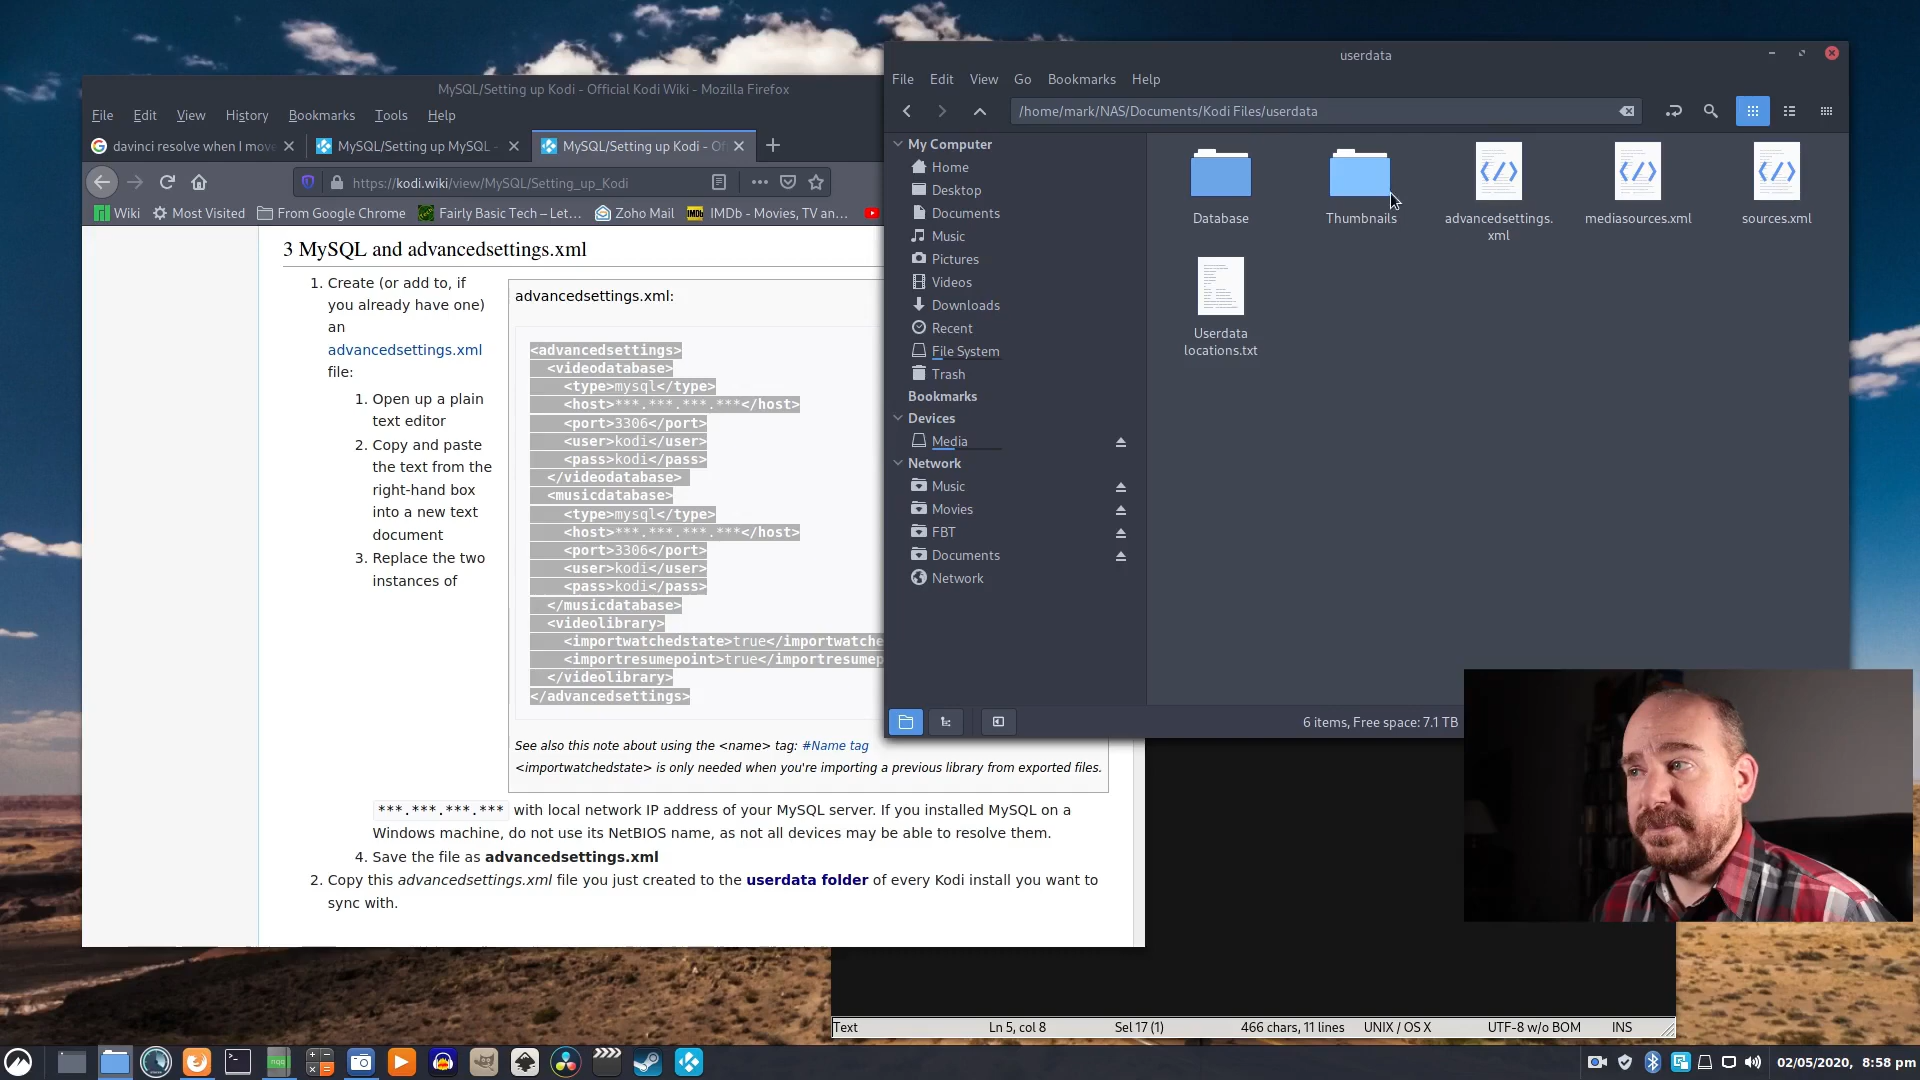 MySQL/Setting up Kodi - Official Kodi Wiki - Mozilla Firefox
File Edit View History Bookmarks Tools Help
davinci resolve when I move
MySQL/Setting up MySQL -
MySQL/Setting up Kodi - Of
https://kodi.wiki/view/MySQL/Setting_up_Kodi
Wiki Most Visited From Google Chrome Fairly Basic Tech – Let... Zoho Mail IMDb - Movies, TV an...
3 MySQL and advancedsettings.xml
1. Create (or add to, if
you already have one)
an
advancedsettings.xml
file:
1. Open up a plain
text editor
2. Copy and paste
the text from the
right-hand box
into a new text
document
3. Replace the two
instances of
advancedsettings.xml:
<advancedsettings>
<videodatabase>
<type>mysql</type>
<host>***.***.***.***</host>
<port>3306</port>
<user>kodi</user>
<pass>kodi</pass>
</videodatabase>
<musicdatabase>
<type>mysql</type>
<host>***.***.***.***</host>
<port>3306</port>
<user>kodi</user>
<pass>kodi</pass>
</musicdatabase>
<videolibrary>
<importwatchedstate>true</importwatche
<importresumepoint>true</importresumep
</videolibrary>
</advancedsettings>
See also this note about using the <name> tag: #Name tag
<importwatchedstate> is only needed when you're importing a previous library from exported files.
***.***.***.*** with local network IP address of your MySQL server. If you installed MySQL on a
Windows machine, do not use its NetBIOS name, as not all devices may be able to resolve them.
4. Save the file as advancedsettings.xml
2. Copy this advancedsettings.xml file you just created to the userdata folder of every Kodi install you want to
sync with.
userdata
File Edit View Go Bookmarks Help
/home/mark/NAS/Documents/Kodi Files/userdata
My Computer
Home
Desktop
Documents
Music
Pictures
Videos
Downloads
Recent
File System
Trash
Bookmarks
Devices
Media
Network
Music
Movies
FBT
Documents
Network
Database
Thumbnails
advancedsettings.
xml
mediasources.xml
sources.xml
Userdata
locations.txt
6 items, Free space: 7.1 TB
Text Ln 5, col 8 Sel 17 (1) 466 chars, 11 lines UNIX / OS X UTF-8 w/o BOM INS
nqq
02/05/2020, 8:58 pm